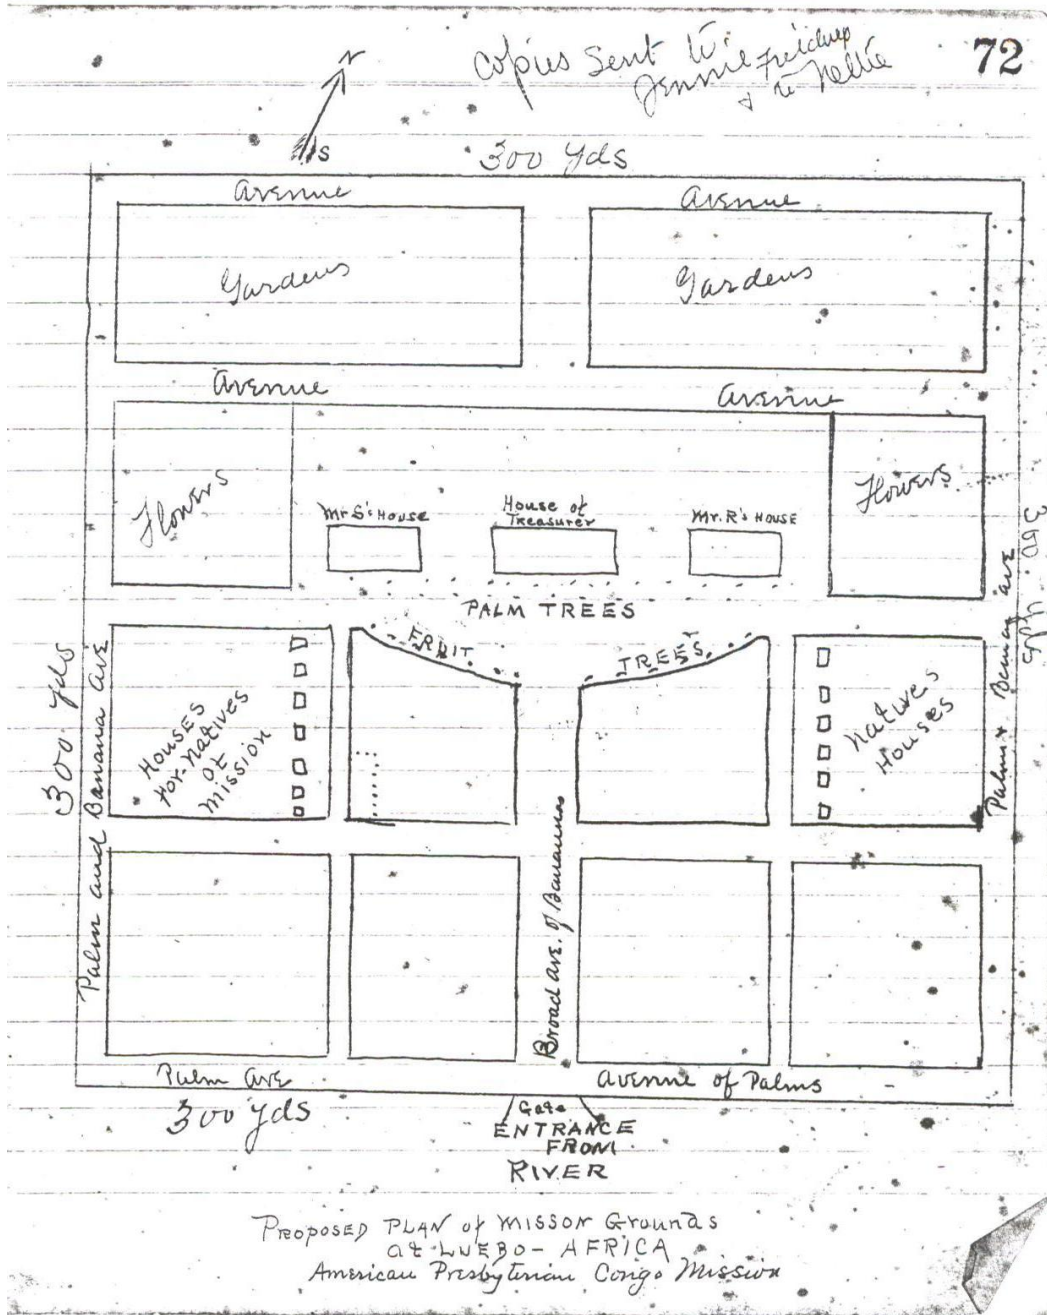 Copies Sent to
Jennie
& to Nellie
72
N
S
300 yds
avenue
avenue
Gardens
Gardens
avenue
avenue
Flowers
Flowers
Mr S's House
House of
Treasurer
Mr. R's House
300 yds
PALM TREES
FRUIT
TREES
300 yds
Palm and Banana Ave
HOUSES
for Natives
of
Mission
Natives
Houses
Palm & Banana ave
Broad ave. of Bananas
Palm Ave
avenue of Palms
300 yds
Gate
ENTRANCE
FROM
RIVER
PROPOSED PLAN of MISSON Grounds
at LUEBO - AFRICA
American Presbyterian Congo Mission